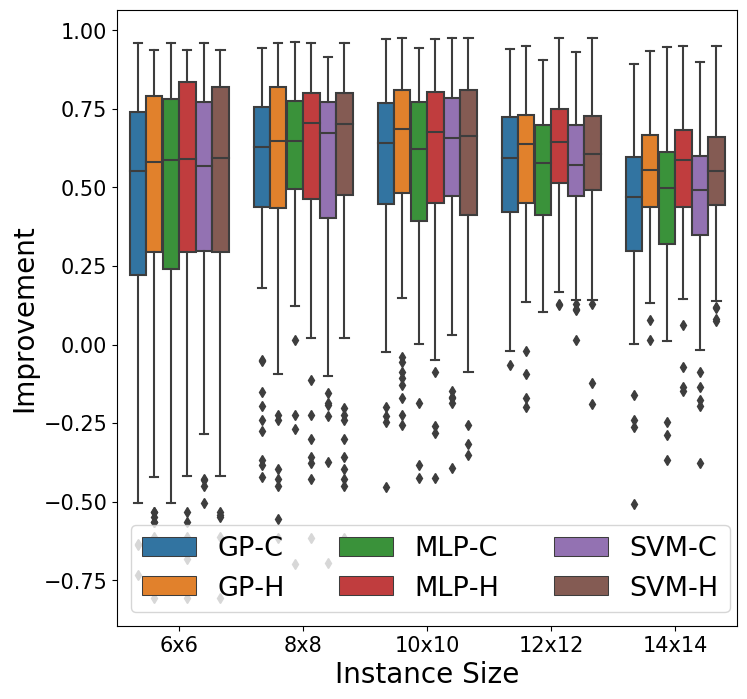 1.00
0.75
0.50
0.25
0.00
−0.25
−0.50
−0.75
Improvement
GP-C MLP-C SVM-C
GP-H MLP-H SVM-H
6x6 8x8 10x10 12x12 14x14
Instance Size